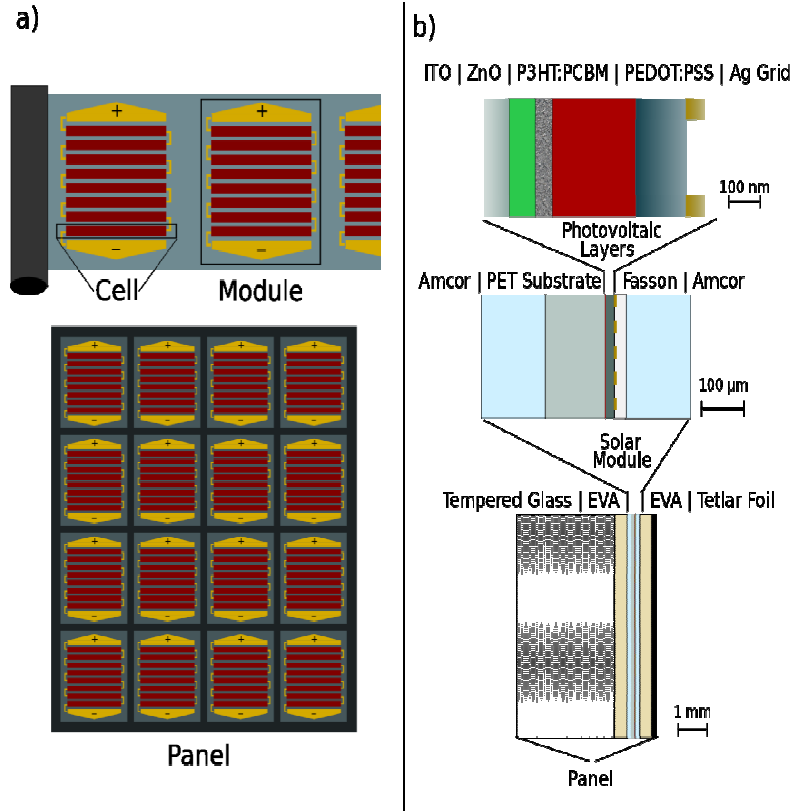 a)
+
+
−
−
Cell
Module
+ + + +
− − − −
+ + + +
− − − −
+ + + +
− − − −
+ + + +
− − − −
Panel
b)
ITO | ZnO | P3HT:PCBM | PEDOT:PSS | Ag Grid
100 nm
Photovoltaic
Layers
Amcor | PET Substrate | | Fasson | Amcor
100 µm
Solar
Module
Tempered Glass | EVA | | EVA | Tetlar Foil
1 mm
Panel